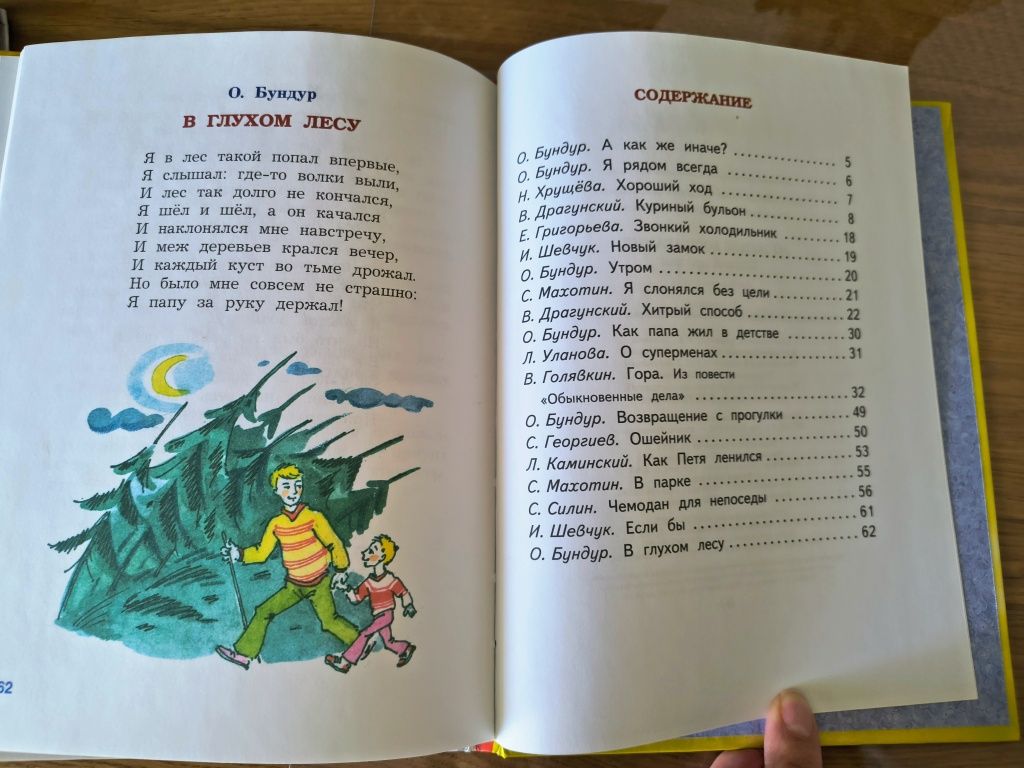 О. Бундур
В ГЛУХОМ ЛЕСУ
Я в лес такой попал впервые,
Я слышал: где-то волки выли,
И лес так долго не кончался,
Я шёл и шёл, а он качался
И наклонялся мне навстречу,
И меж деревьев крался вечер,
И каждый куст во тьме дрожал.
Но было мне совсем не страшно:
Я папу за руку держал!
62
СОДЕРЖАНИЕ
О. Бундур. А как же иначе? ............... 5
О. Бундур. Я рядом всегда ............... 6
Н. Хрущёва. Хороший ход ............... 7
В. Драгунский. Куриный бульон ............... 8
Е. Григорьева. Звонкий холодильник ........... 18
И. Шевчук. Новый замок ............... 19
О. Бундур. Утром ............... 20
С. Махотин. Я слонялся без цели ............... 21
В. Драгунский. Хитрый способ ............... 22
О. Бундур. Как папа жил в детстве ............ 30
Л. Уланова. О суперменах ............... 31
В. Голявкин. Гора. Из повести
«Обыкновенные дела» ............... 32
О. Бундур. Возвращение с прогулки ............ 49
С. Георгиев. Ошейник ............... 50
Л. Каминский. Как Петя ленился ............... 53
С. Махотин. В парке ............... 55
С. Силин. Чемодан для непоседы ............... 56
И. Шевчук. Если бы ............... 61
О. Бундур. В глухом лесу ............... 62